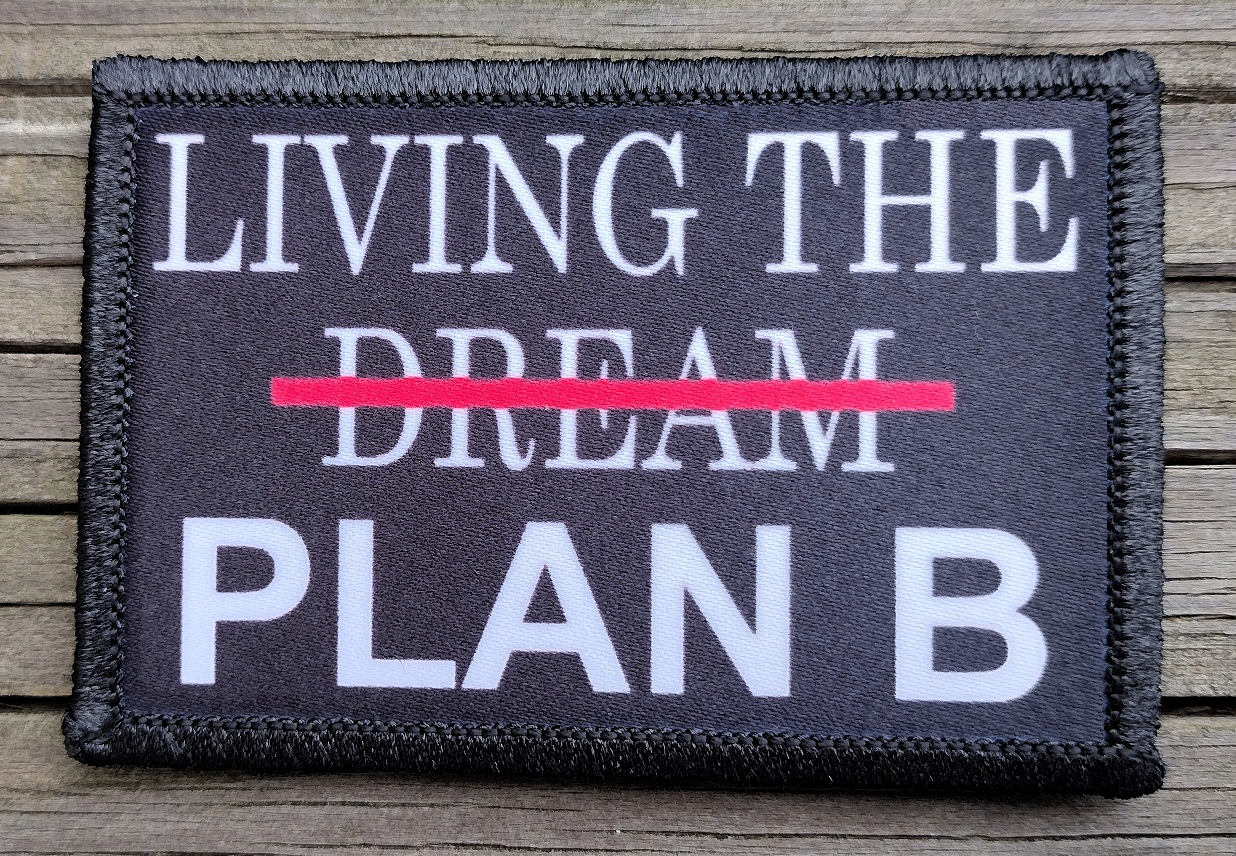 LIVING THE
DREAM
PLAN B